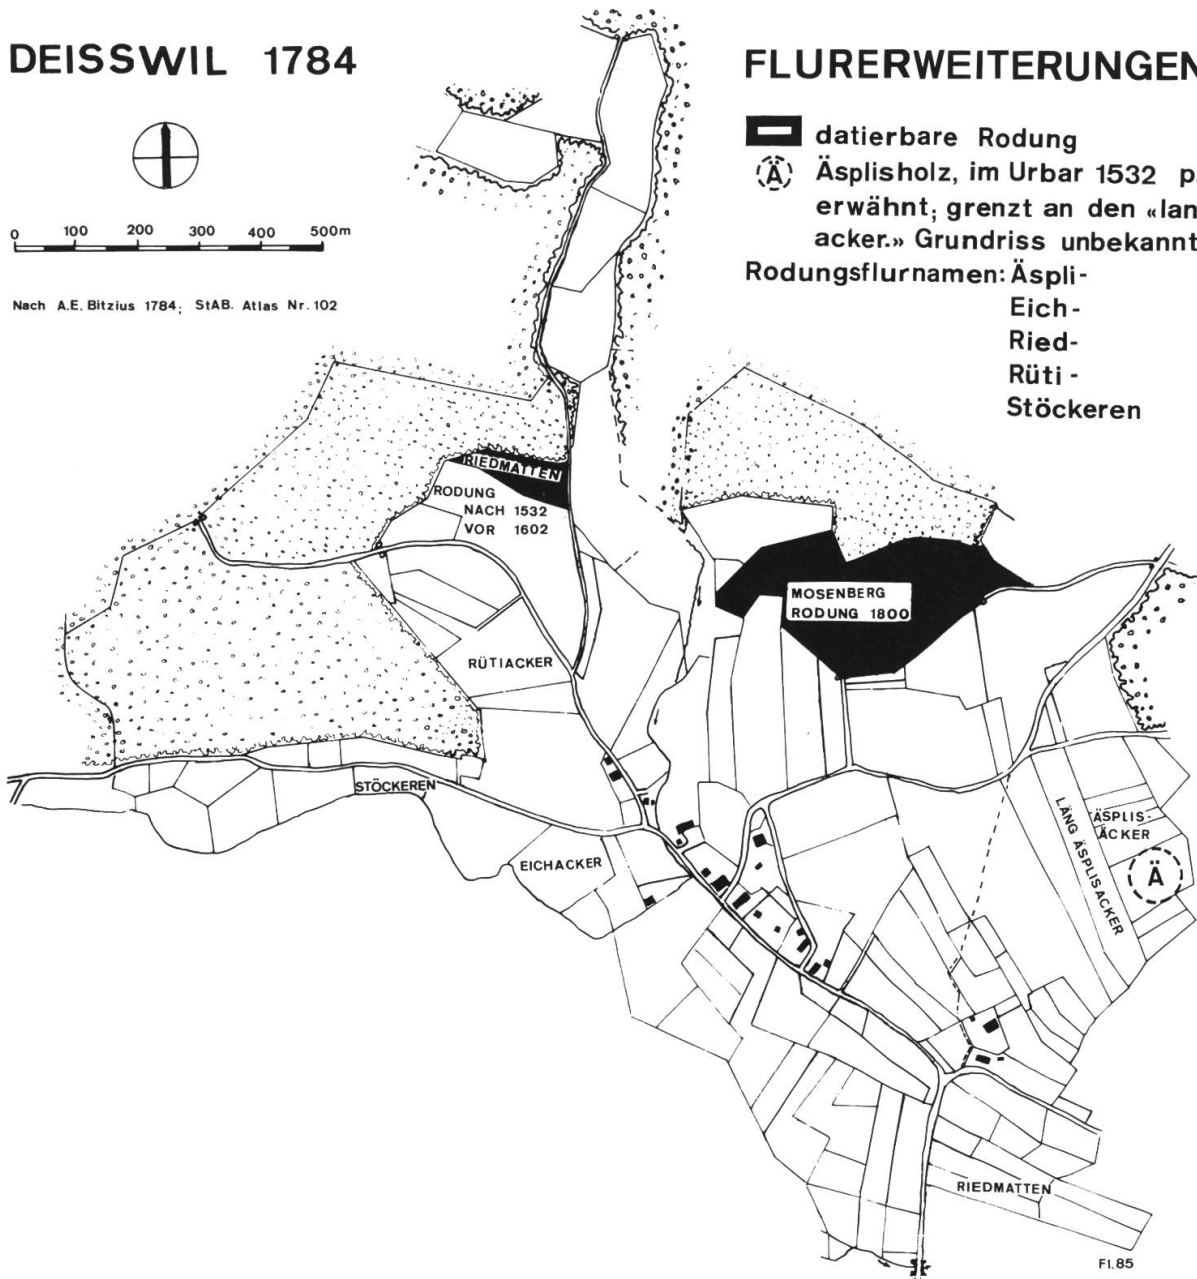 DEISSWIL 1784
0 100 200 300 400 500m
Nach A.E. Bitzius 1784; StAB. Atlas Nr. 102
FLURERWEITERUNGEN
datierbare Rodung
Ä Äsplisholz, im Urbar 1532 p.
erwähnt; grenzt an den «lan
acker.» Grundriss unbekannt
Rodungsflurnamen: Äspli-
Eich-
Ried-
Rüti-
Stöckeren
RIEDMATTEN
RODUNG
NACH 1532
VOR 1602
MOSENBERG
RODUNG 1800
RÜTIACKER
STÖCKEREN
EICHACKER
LÄNG ÄSPLISACKER
ÄSPLIS-
ÄCKER
Ä
RIEDMATTEN
Fl.85